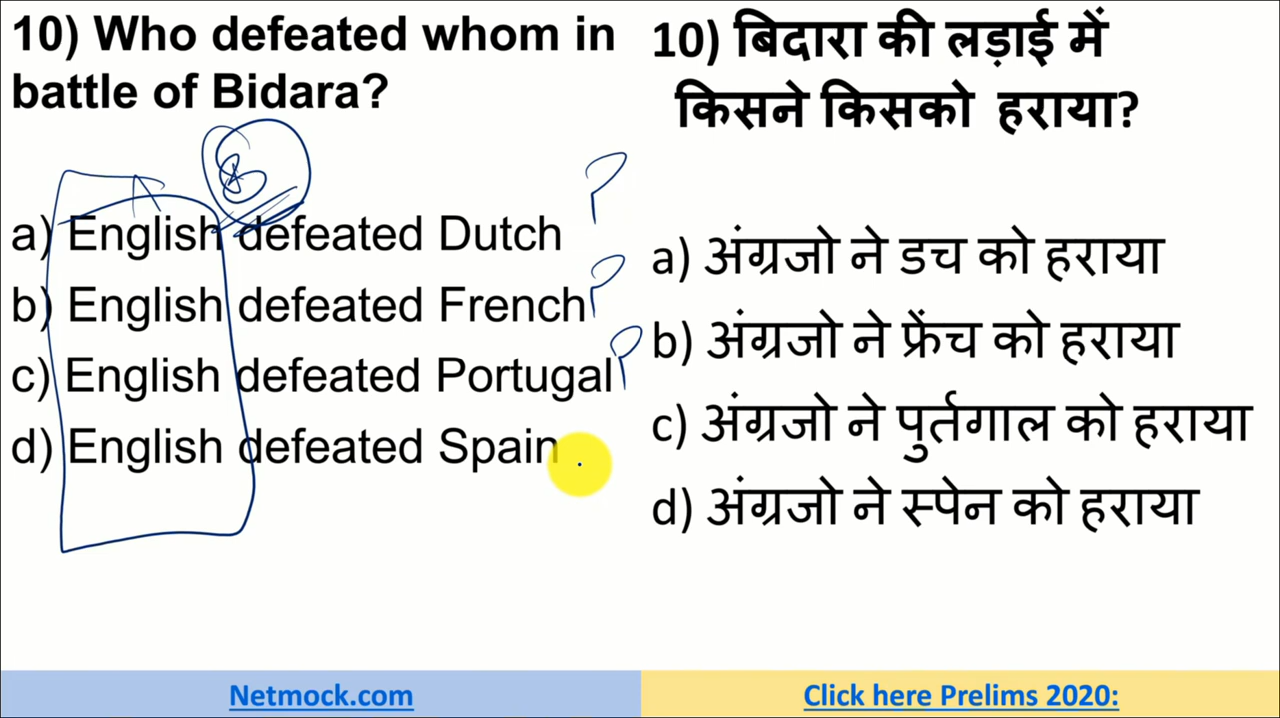 10) Who defeated whom in
battle of Bidara?
a) English defeated Dutch
b) English defeated French
c) English defeated Portugal
d) English defeated Spain
10) बिदारा की लड़ाई में
किसने किसको हराया?
a) अंग्रजो ने डच को हराया
b) अंग्रजो ने फ्रेंच को हराया
c) अंग्रजो ने पुर्तगाल को हराया
d) अंग्रजो ने स्पेन को हराया
Netmock.com
Click here Prelims 2020: